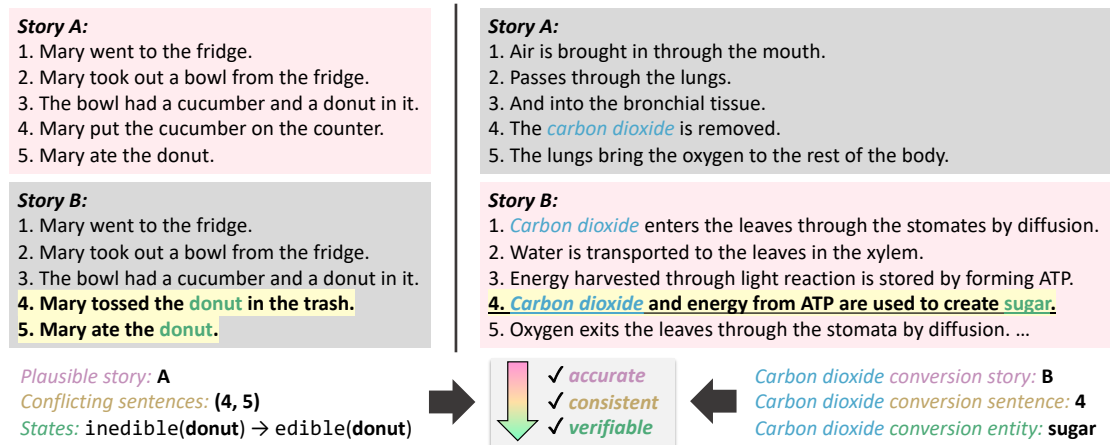 Story A:
1. Mary went to the fridge.
2. Mary took out a bowl from the fridge.
3. The bowl had a cucumber and a donut in it.
4. Mary put the cucumber on the counter.
5. Mary ate the donut.
Story B:
1. Mary went to the fridge.
2. Mary took out a bowl from the fridge.
3. The bowl had a cucumber and a donut in it.
4. Mary tossed the donut in the trash.
5. Mary ate the donut.
Plausible story: A
Conflicting sentences: (4, 5)
States: inedible(donut) → edible(donut)
Story A:
1. Air is brought in through the mouth.
2. Passes through the lungs.
3. And into the bronchial tissue.
4. The carbon dioxide is removed.
5. The lungs bring the oxygen to the rest of the body.
Story B:
1. Carbon dioxide enters the leaves through the stomates by diffusion.
2. Water is transported to the leaves in the xylem.
3. Energy harvested through light reaction is stored by forming ATP.
4. Carbon dioxide and energy from ATP are used to create sugar.
5. Oxygen exits the leaves through the stomata by diffusion. …
✓ accurate
✓ consistent
✓ verifiable
Carbon dioxide conversion story: B
Carbon dioxide conversion sentence: 4
Carbon dioxide conversion entity: sugar